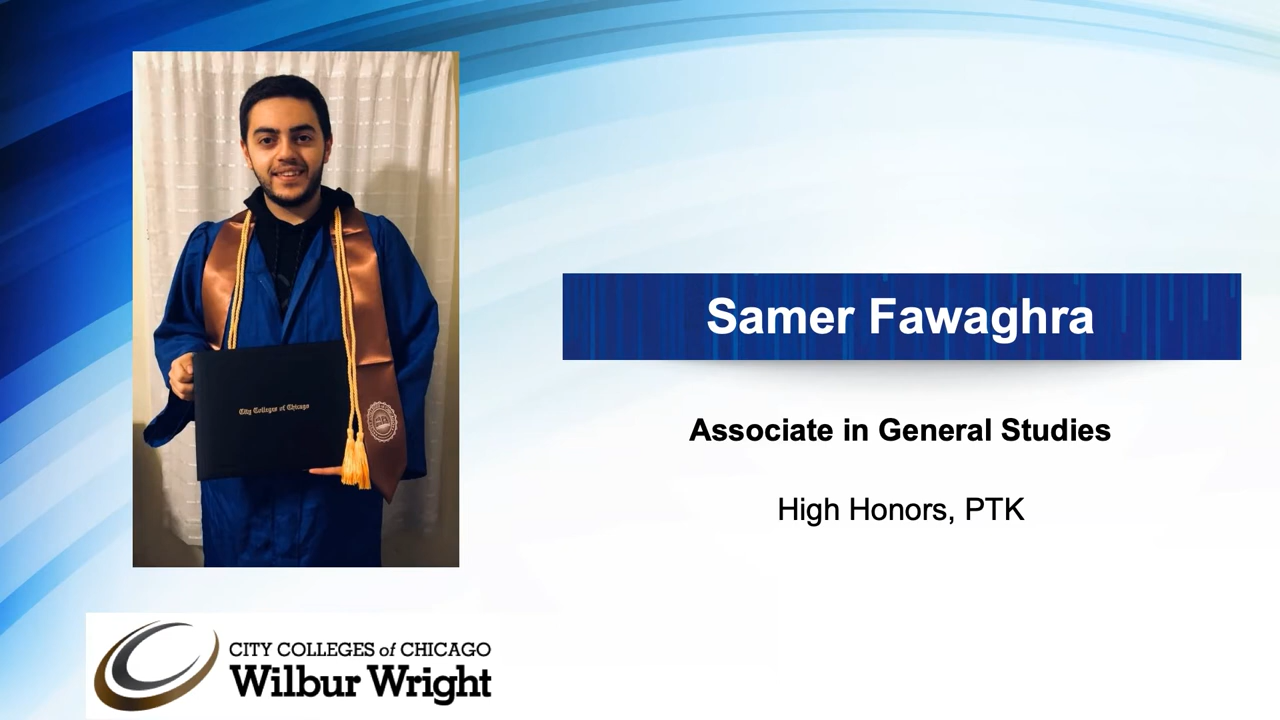 Samer Fawaghra
Associate in General Studies
High Honors, PTK
City Colleges of Chicago
CITY COLLEGES of CHICAGO
Wilbur Wright